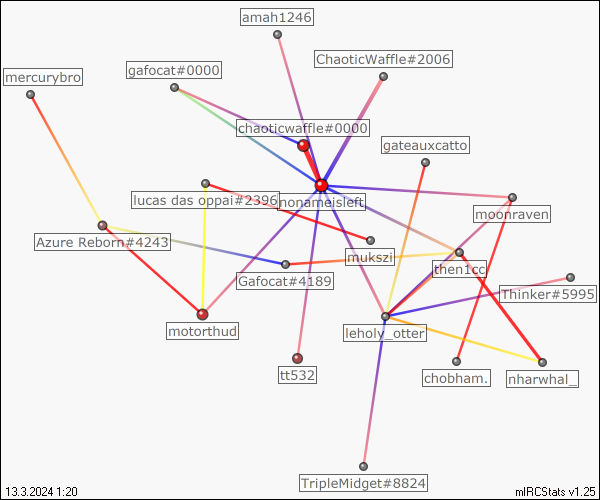 amah1246
ChaoticWaffle#2006
gafocat#0000
mercurybro
chaoticwaffle#0000
gateauxcatto
lucas das oppai#2396
nonameisleft
moonraven
Azure Reborn#4243
mukszi
then1cci
Gafocat#4189
Thinker#5995
motorthud
leholy_otter
tt532
chobham.
nharwhal_
TripleMidget#8824
13.3.2024 1:20
mIRCStats v1.25